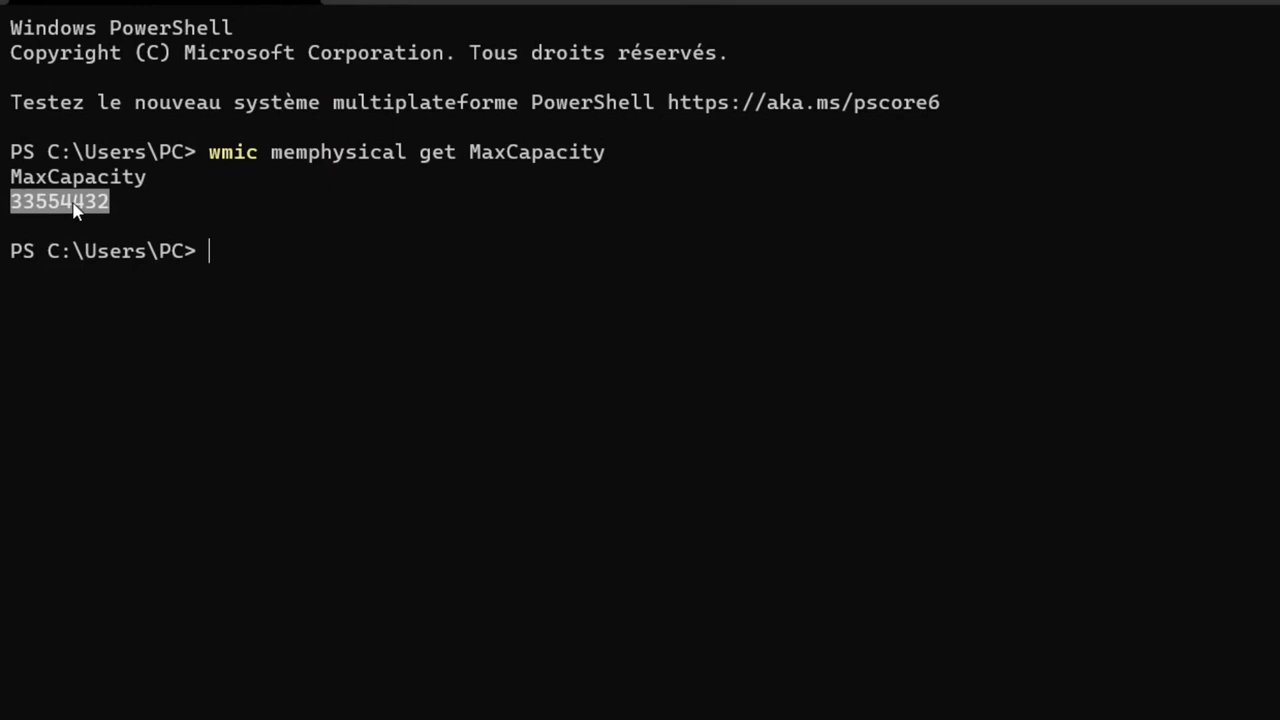 Windows PowerShell
Copyright (C) Microsoft Corporation. Tous droits réservés.
Testez le nouveau système multiplateforme PowerShell https://aka.ms/pscore6
PS C:\Users\PC> wmic memphysical get MaxCapacity
MaxCapacity
33554432
PS C:\Users\PC>